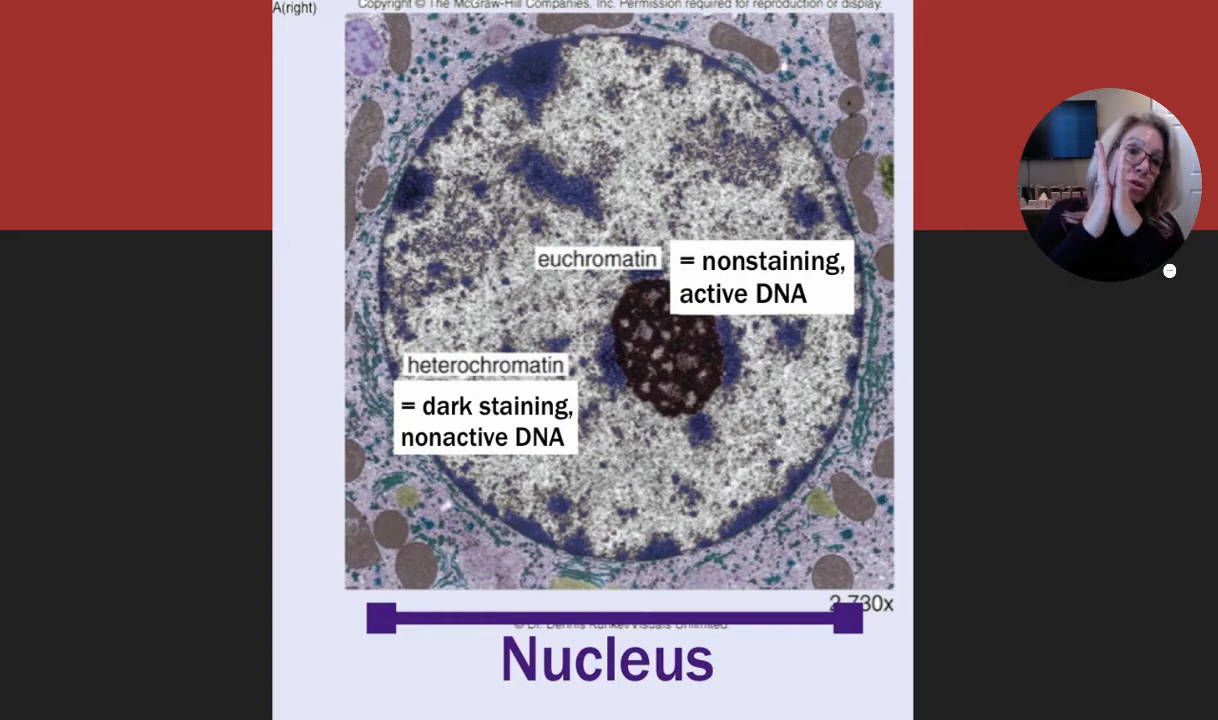 A(right)
Copyright © The McGraw-Hill Companies, Inc. Permission required for reproduction or display.
euchromatin
= nonstaining,
active DNA
heterochromatin
= dark staining,
nonactive DNA
2,730x
© Dr. Dennis Kunkel/Visuals Unlimited
Nucleus